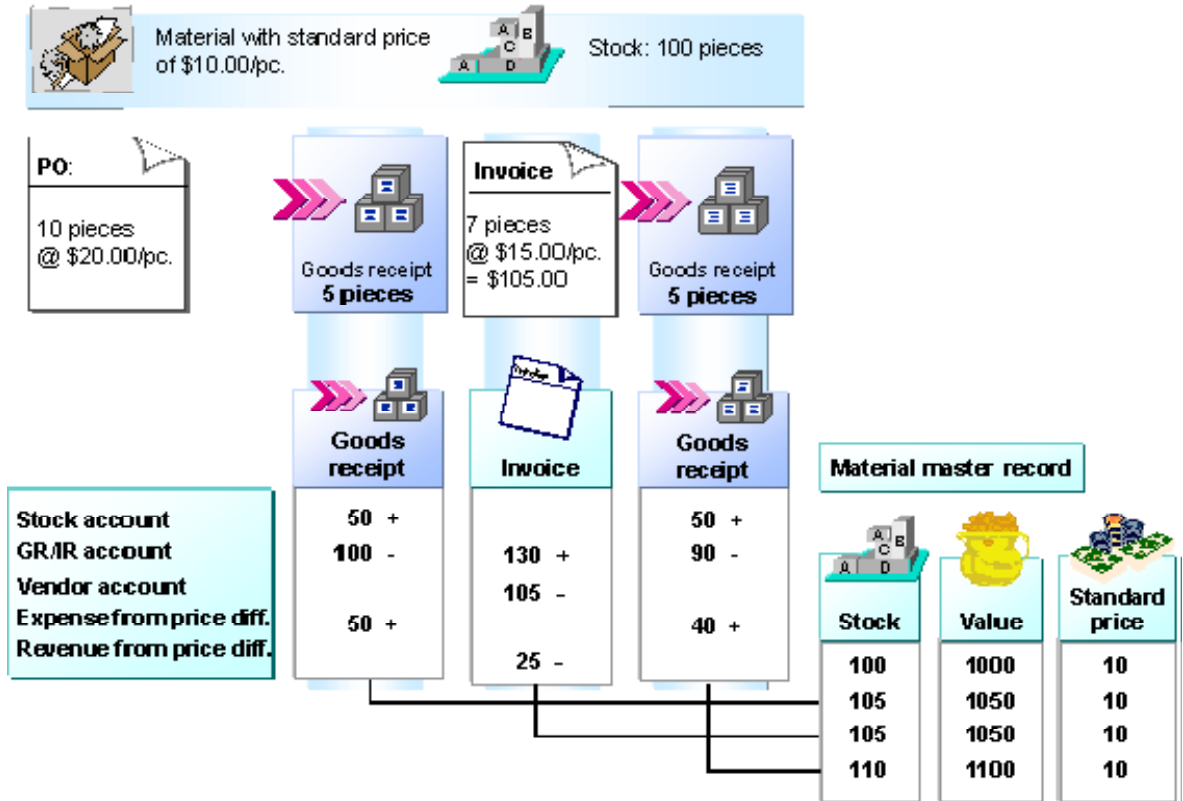 Material with standard price
of $10.00/pc.
A
B
C
A
D
Stock: 100 pieces
PO:
10 pieces
@ $20.00/pc.
Goods receipt
5 pieces
Invoice
7 pieces
@ $15.00/pc.
= $105.00
Goods receipt
5 pieces
Goods
receipt
Invoice
Goods
receipt
Material master record
Stock account
GR/IR account
Vendor account
Expense from price diff.
Revenue from price diff.
50 +
100 -
50 +
130 +
105 -
25 -
50 +
90 -
40 +
A
B
C
A
D
Stock
Value
Standard
price
100 1000 10
105 1050 10
105 1050 10
110 1100 10